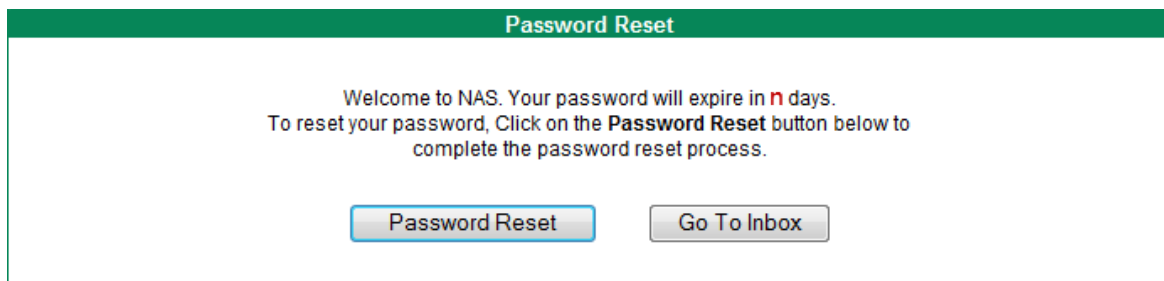 Password Reset
Welcome to NAS. Your password will expire in n days.
To reset your password, Click on the Password Reset button below to
complete the password reset process.
Password Reset Go To Inbox